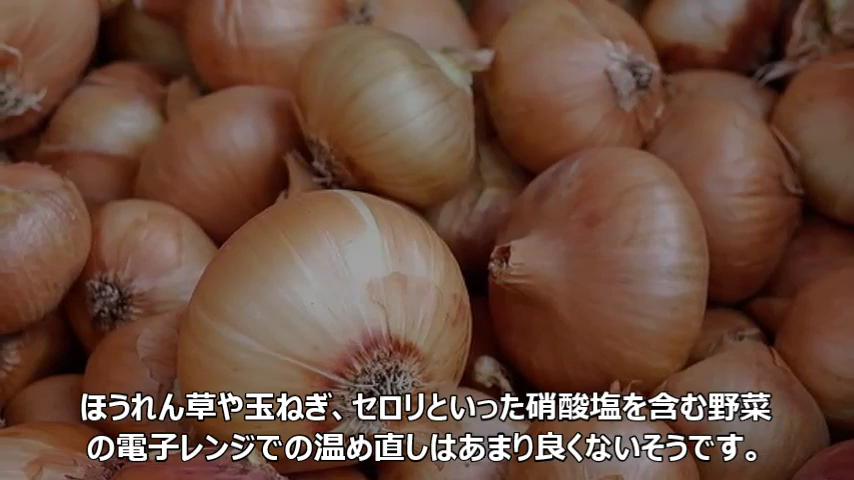 ほうれん草や玉ねぎ、セロリといった硝酸塩を含む野菜
の電子レンジでの温め直しはあまり良くないそうです。